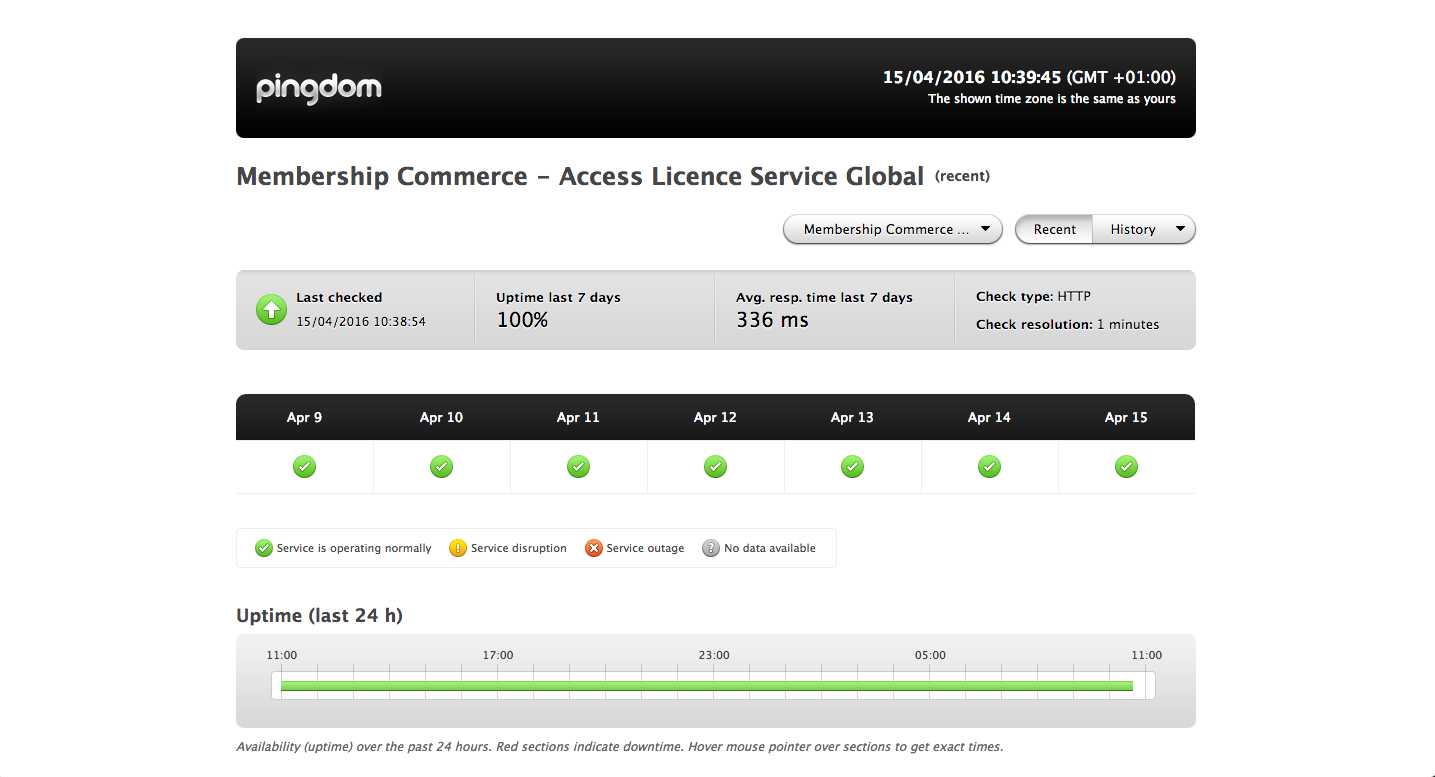 pingdom
15/04/2016 10:39:45 (GMT +01:00)
The shown time zone is the same as yours
Membership Commerce - Access Licence Service Global (recent)
Membership Commerce ... Recent History
Last checked
15/04/2016 10:38:54
Uptime last 7 days
100%
Avg. resp. time last 7 days
336 ms
Check type: HTTP
Check resolution: 1 minutes
Apr 9 Apr 10 Apr 11 Apr 12 Apr 13 Apr 14 Apr 15
Service is operating normally Service disruption Service outage No data available
Uptime (last 24 h)
11:00 17:00 23:00 05:00 11:00
Availability (uptime) over the past 24 hours. Red sections indicate downtime. Hover mouse pointer over sections to get exact times.